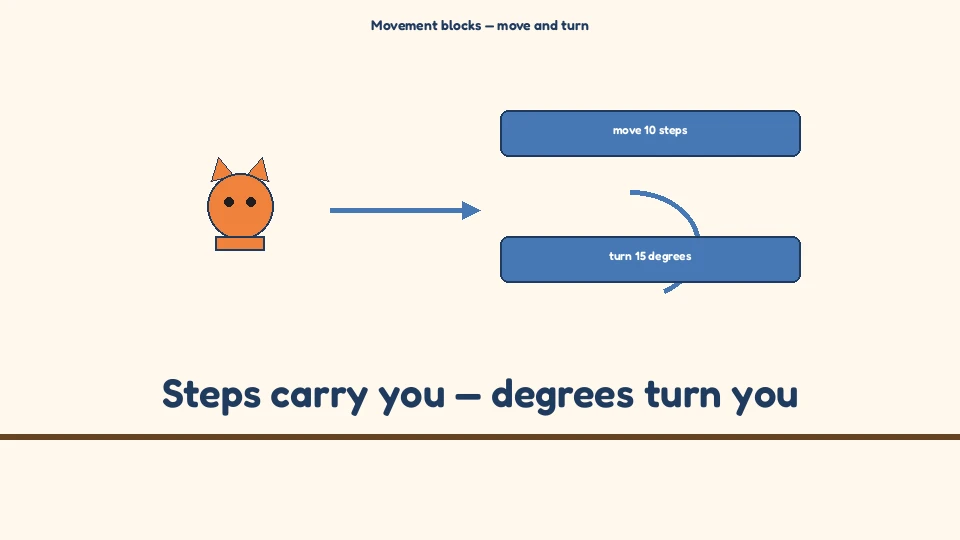 Movement blocks — move and turn
move 10 steps
turn 15 degrees
Steps carry you — degrees turn you